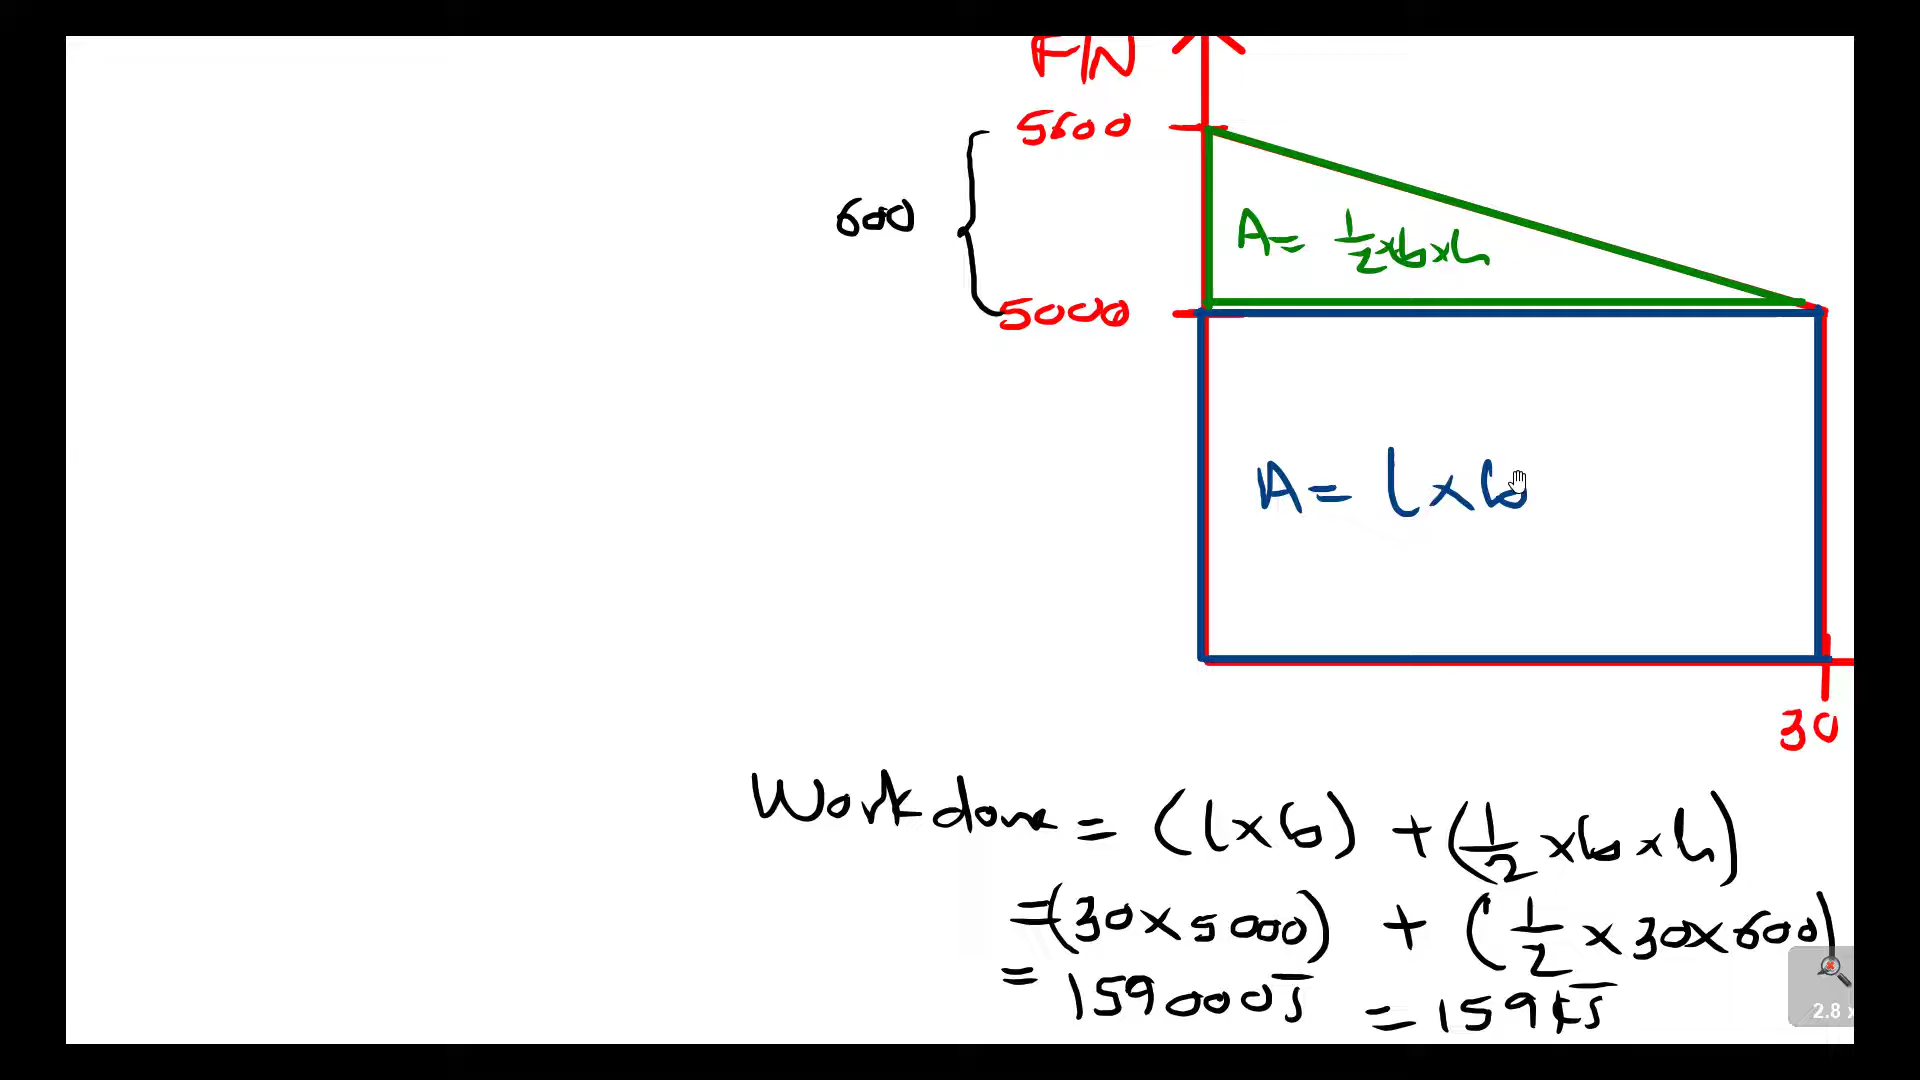 F/N
5600
600
A= 1/2 x b x h
5000
A= l x b
30
Work done = (l x b) + (1/2 x b x h)
=(30 x 5000) + (1/2 x 30 x 600)
= 159000J = 159kJ
2.8 x